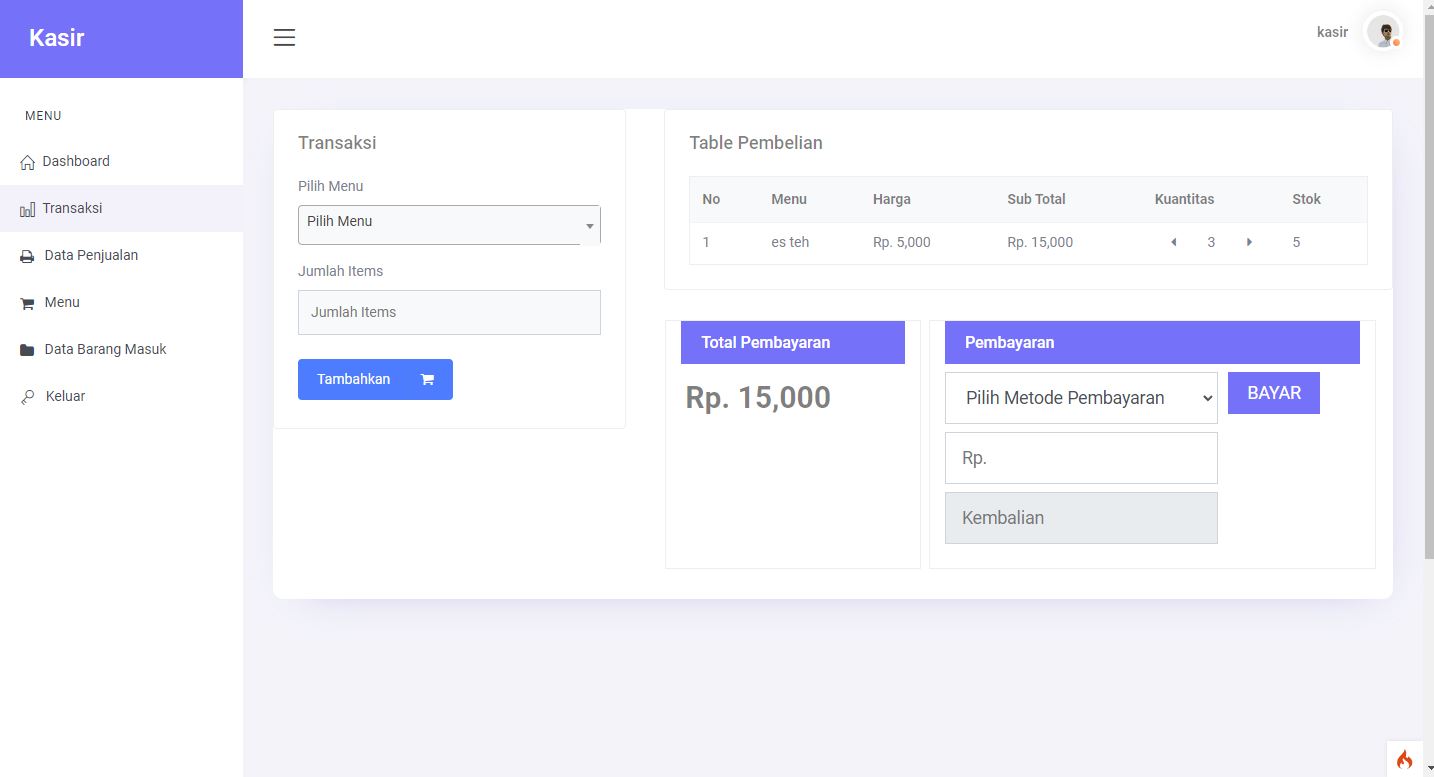 Kasir
kasir
MENU
Dashboard
Transaksi
Data Penjualan
Menu
Data Barang Masuk
Keluar
Transaksi
Pilih Menu
Pilih Menu
Jumlah Items
Jumlah Items
Tambahkan
Table Pembelian
No Menu Harga Sub Total Kuantitas Stok
1 es teh Rp. 5,000 Rp. 15,000 3 5
Total Pembayaran
Rp. 15,000
Pembayaran
Pilih Metode Pembayaran BAYAR
Rp.
Kembalian